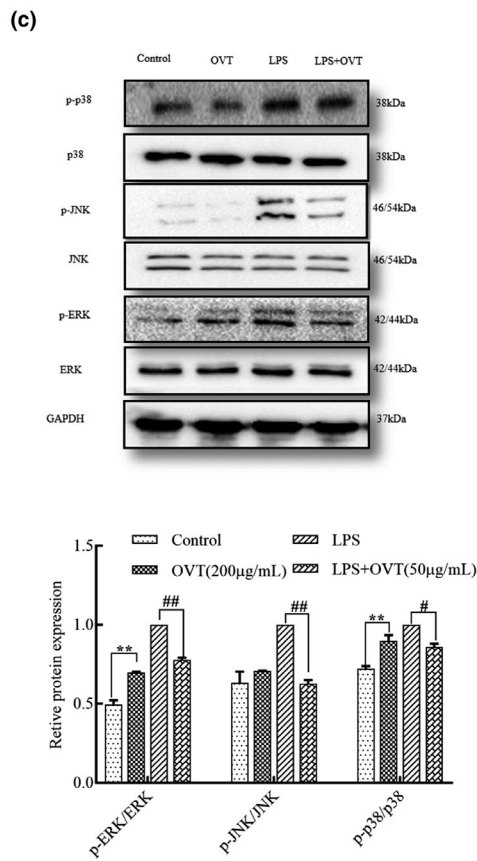 (c)
Control OVT LPS LPS+OVT
p-p38 38kDa
p38 38kDa
p-JNK 46/54kDa
JNK 46/54kDa
p-ERK 42/44kDa
ERK 42/44kDa
GAPDH 37kDa
Control LPS
OVT(200μg/mL) LPS+OVT(50μg/mL)
Retive protein expression
1.5
1.0
0.5
0.0
** ## ## ** #
p-ERK/ERK p-JNK/JNK p-p38/p38